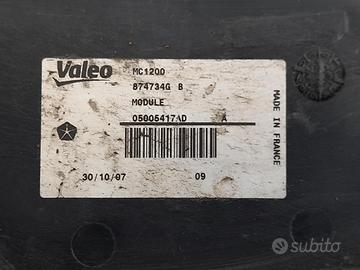 Valeo
MC1200
874734G B
MODULE
05005417AD A
30/10/07 09
MADE IN FRANCE
subito